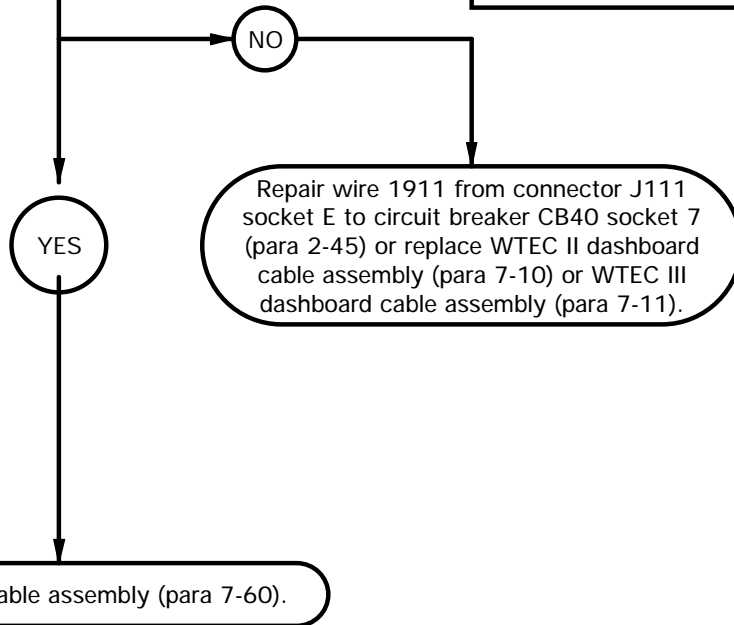 NO
YES
Repair wire 1911 from connector J111
socket E to circuit breaker CB40 socket 7
(para 2-45) or replace WTEC II dashboard
cable assembly (para 7-10) or WTEC III
dashboard cable assembly (para 7-11).
assembly (para 7-60).